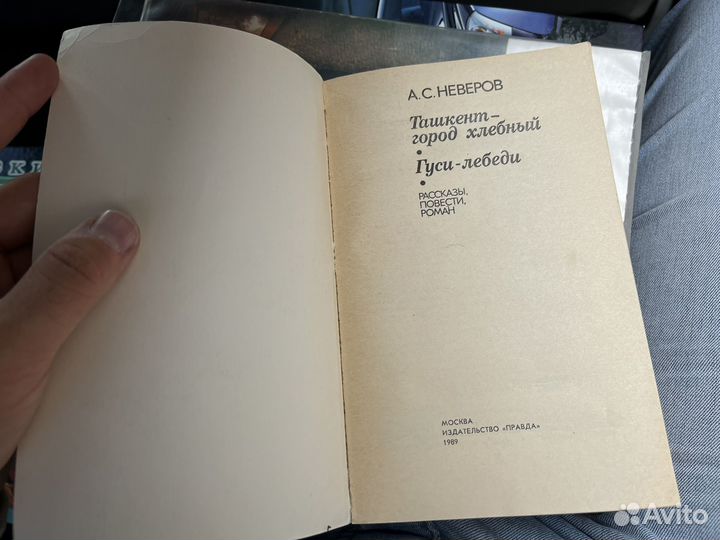 А.С.НЕВЕРОВ
Ташкент–
город хлебный
•
Гуси-лебеди
•
РАССКАЗЫ,
ПОВЕСТИ,
РОМАН
МОСКВА
ИЗДАТЕЛЬСТВО «ПРАВДА»
1989
Avito